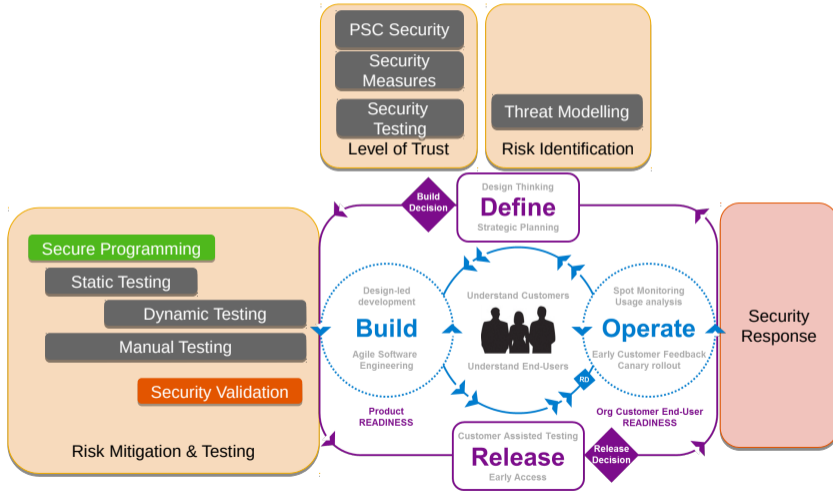 PSC Security
Security
Measures
Security
Testing
Level of Trust
Threat Modelling
Risk Identification
Secure Programming
Static Testing
Dynamic Testing
Manual Testing
Security Validation
Risk Mitigation & Testing
Build
Decision
Design Thinking
Define
Strategic Planning
Design-led
development
Build
Agile Software
Engineering
Understand Customers
Understand End-Users
Spot Monitoring
Usage analysis
Operate
Early Customer Feedback
Canary rollout
RD
Product
READINESS
Org Customer End-User
READINESS
Customer Assisted Testing
Release
Early Access
Release
Decision
Security
Response